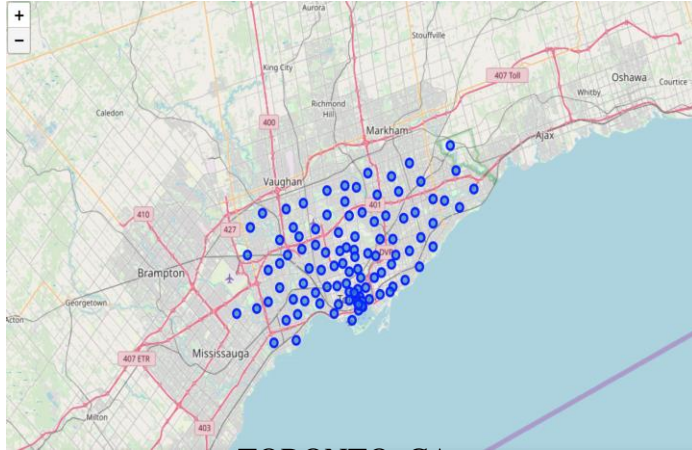 +
−
Aurora
Stouffville
King City
407 Toll
Oshawa
Courtice
Whitby
Richmond
Hill
400
Caledon
Markham
Ajax
Vaughan
401
410
427
DVP
Brampton
Georgetown
Acton
Mississauga
407 ETR
Milton
403